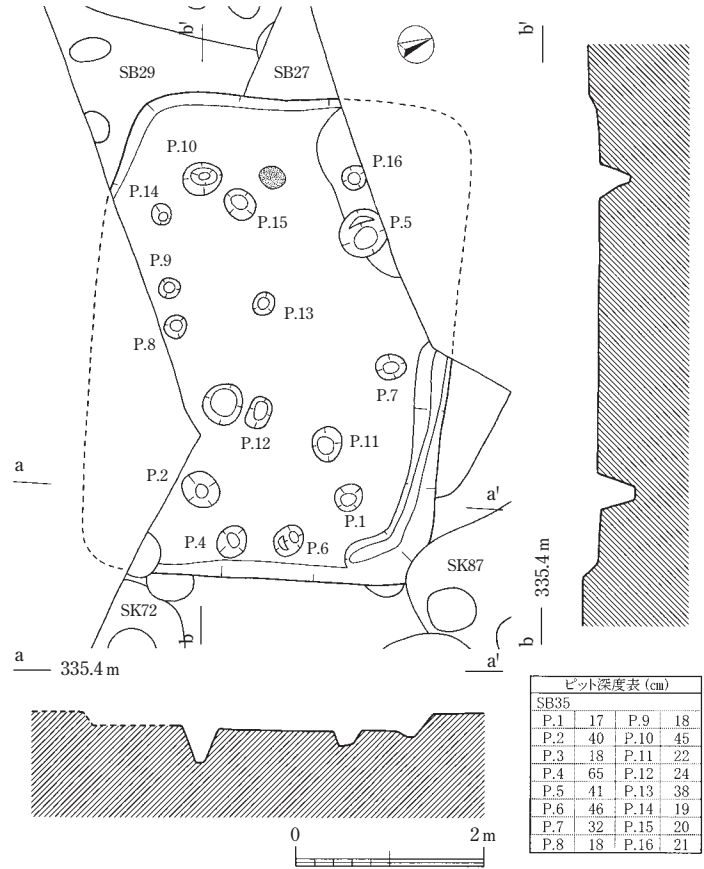 b'
b'
SB29
SB27
P.10
P.16
P.14
P.15
P.5
P.9
P.13
P.8
P.7
P.12
P.11
a
P.2
a'
P.1
P.4
P.6
SK87
SK72
b
b
335.4 m
a
335.4 m
a'
0
2 m
ピット深度表 (cm)
SB35
P.1 17 P.9 18
P.2 40 P.10 45
P.3 18 P.11 22
P.4 65 P.12 24
P.5 41 P.13 38
P.6 46 P.14 19
P.7 32 P.15 20
P.8 18 P.16 21